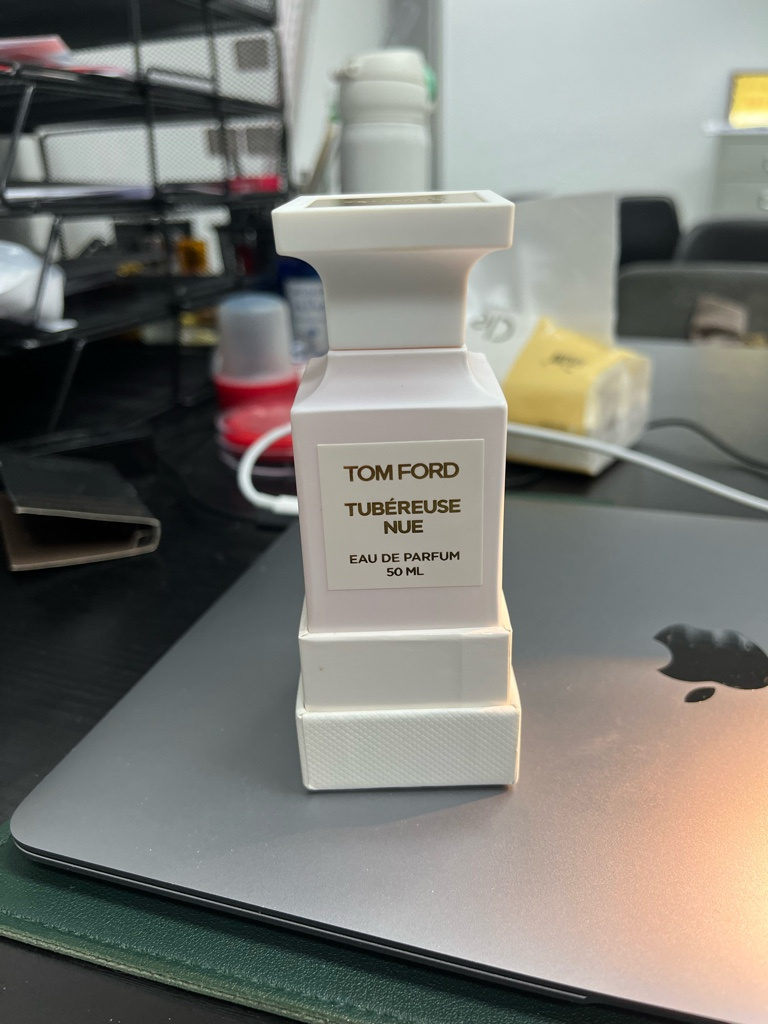 TOM FORD
TUBÉREUSE
NUE
EAU DE PARFUM
50 ML